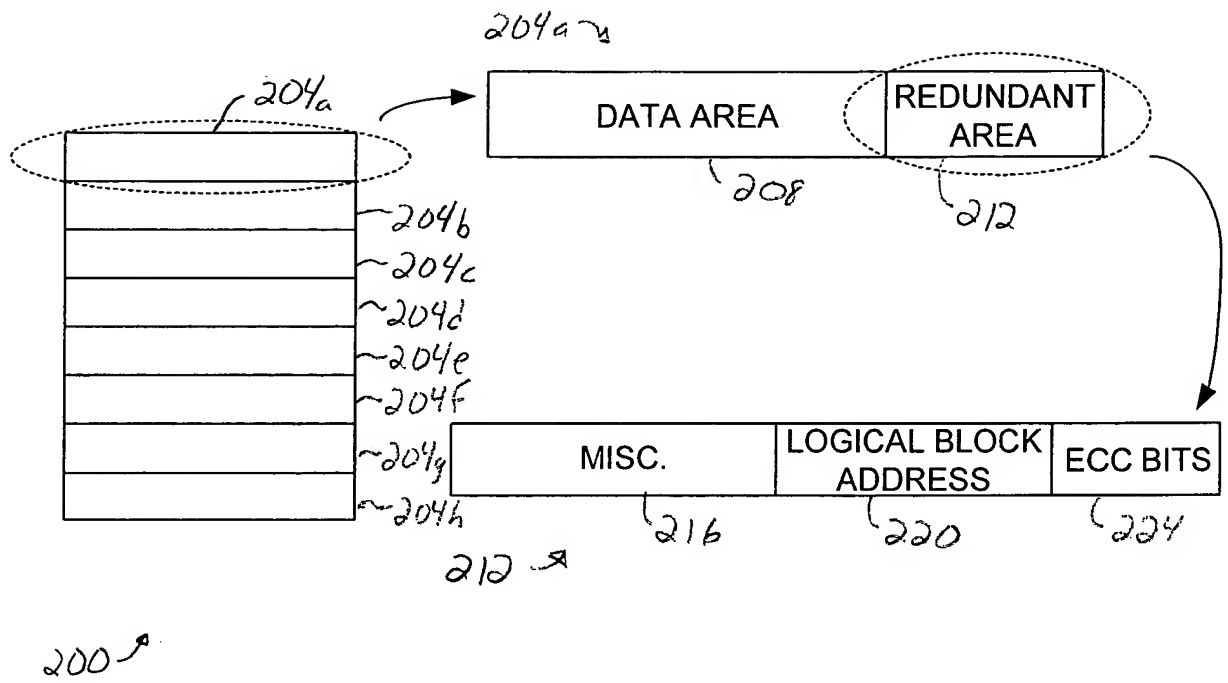 204a
204a
DATA AREA
REDUNDANT
AREA
208
212
204b
204c
204d
204e
204f
204g
204h
MISC.
LOGICAL BLOCK
ADDRESS
ECC BITS
216
220
224
212
200